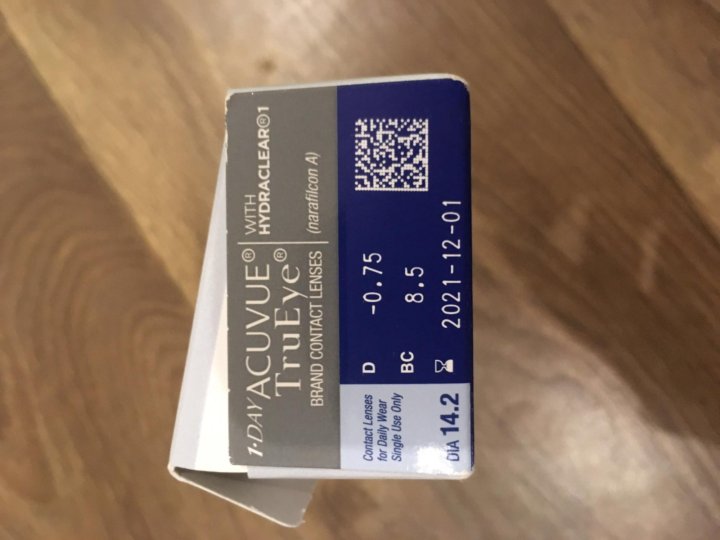 1·DAY ACUVUE® WITH
TruEye® HYDRACLEAR®1
BRAND CONTACT LENSES (narafilcon A)
D -0.75
BC 8.5
2021-12-01
Contact Lenses
for Daily Wear
Single Use Only
DIA 14.2